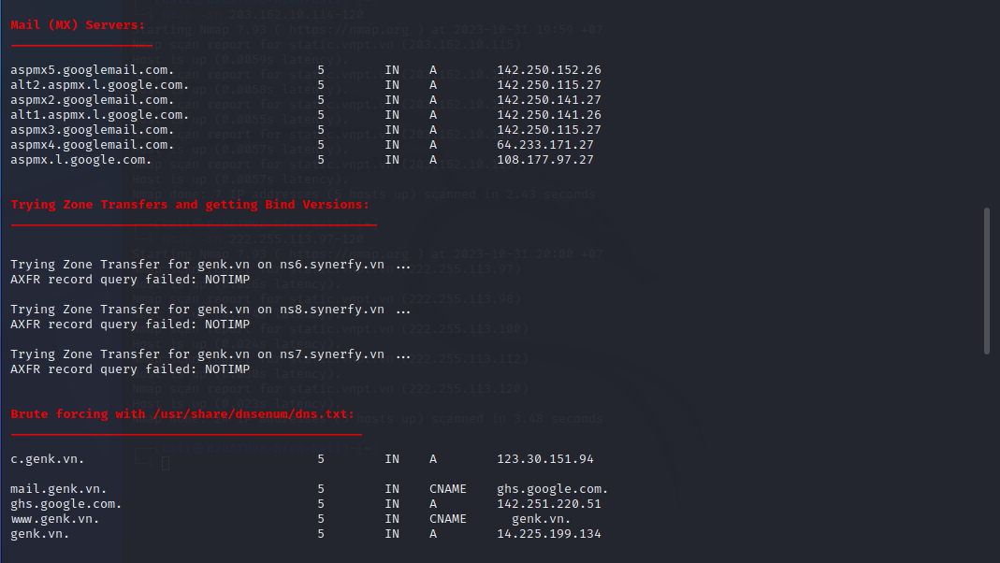 Mail (MX) Servers:
aspmx5.googlemail.com. 5 IN A 142.250.152.26
alt2.aspmx.l.google.com. 5 IN A 142.250.115.27
aspmx2.googlemail.com. 5 IN A 142.250.141.27
alt1.aspmx.l.google.com. 5 IN A 142.250.141.26
aspmx3.googlemail.com. 5 IN A 142.250.115.27
aspmx4.googlemail.com. 5 IN A 64.233.171.27
aspmx.l.google.com. 5 IN A 108.177.97.27
Trying Zone Transfers and getting Bind Versions:
Trying Zone Transfer for genk.vn on ns6.synerfy.vn ...
AXFR record query failed: NOTIMP
Trying Zone Transfer for genk.vn on ns8.synerfy.vn ...
AXFR record query failed: NOTIMP
Trying Zone Transfer for genk.vn on ns7.synerfy.vn ...
AXFR record query failed: NOTIMP
Brute forcing with /usr/share/dnsenum/dns.txt:
c.genk.vn. 5 IN A 123.30.151.94
mail.genk.vn. 5 IN CNAME ghs.google.com.
ghs.google.com. 5 IN A 142.251.220.51
www.genk.vn. 5 IN CNAME genk.vn.
genk.vn. 5 IN A 14.225.199.134